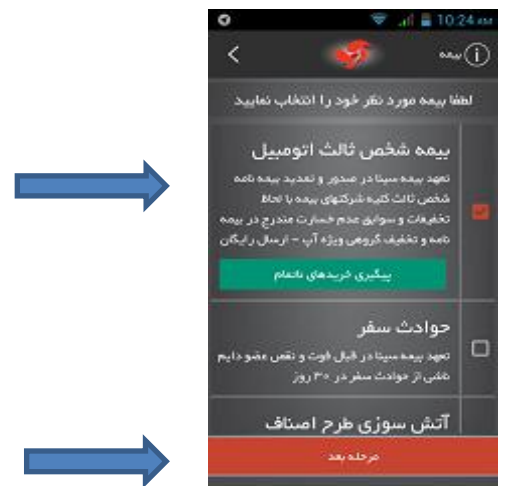 10:24 AM
بیمه
لطفا بیمه مورد نظر خود را انتخاب نمایید
بیمه شخص ثالث اتومبیل
تعهد بیمه سینا در صدور و تمدید بیمه نامه
شخص ثالث کلیه شرکتهای بیمه با لحاظ
تخفیفات و سوابق عدم خسارت مندرج در بیمه
نامه و تخفیف گروهی ویژه آپ - ارسال رایگان
پیگیری خریدهای ناتمام
حوادث سفر
تعهد بیمه سینا در قبال فوت و نقص عضو دایم
ناشی از حوادث سفر در ۳۰ روز
آتش سوزی طرح اصناف
مرحله بعد